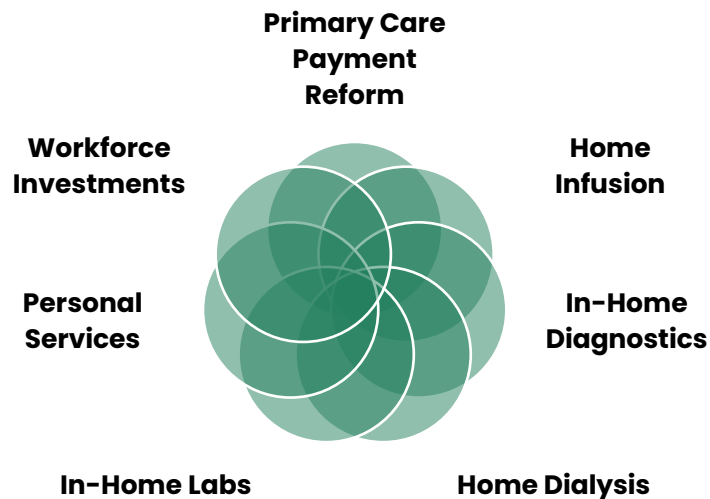 Primary Care
Payment
Reform
Workforce
Investments
Home
Infusion
Personal
Services
In-Home
Diagnostics
In-Home Labs
Home Dialysis